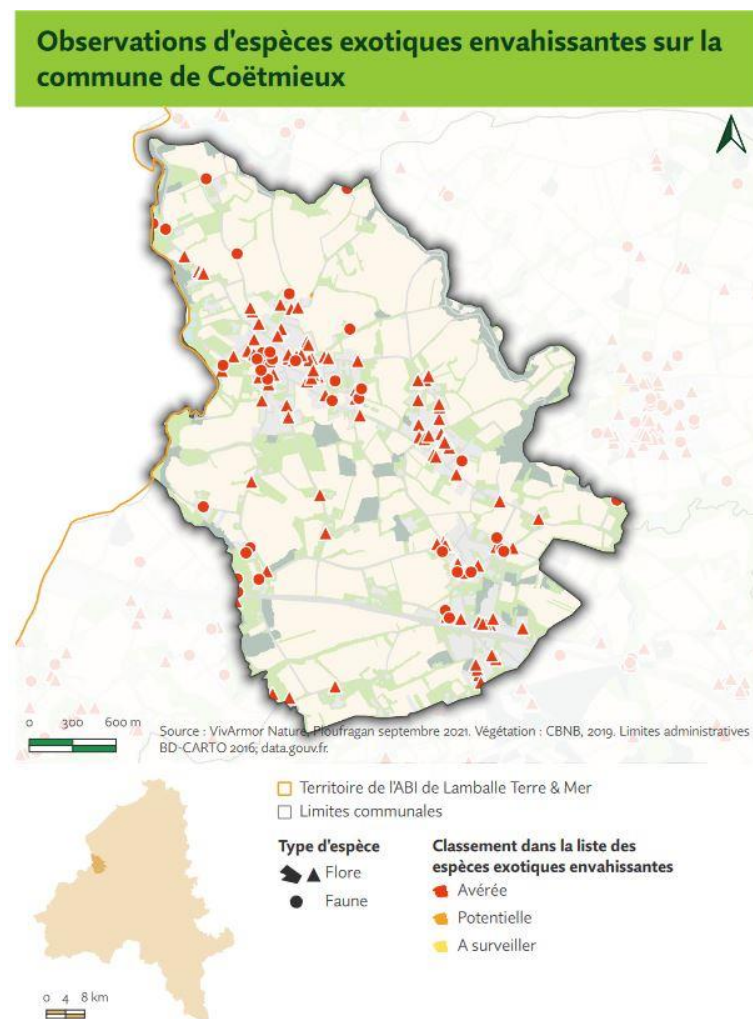 Observations d'espèces exotiques envahissantes sur la
commune de Coëtmieux
0 300 600 m
Source : VivArmor Nature, Ploufragan septembre 2021. Végétation : CBNB, 2019. Limites administratives
BD-CARTO 2016; data.gouv.fr.
Territoire de l'ABI de Lamballe Terre & Mer
Limites communales
Type d'espèce
Flore
Faune
Classement dans la liste des
espèces exotiques envahissantes
Avérée
Potentielle
A surveiller
0 4 8 km